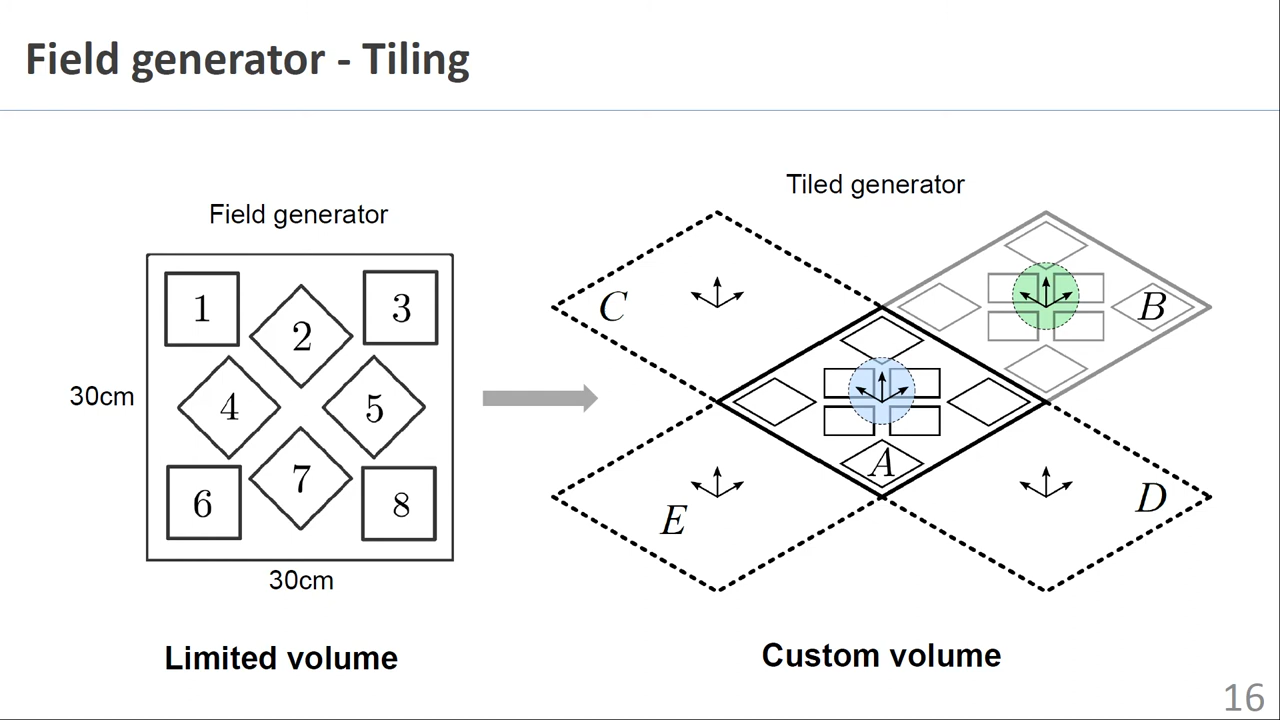 Field generator - Tiling
Field generator
1
2
3
4
5
6
7
8
30cm
30cm
Limited volume
Tiled generator
C
B
A
E
D
Custom volume
16